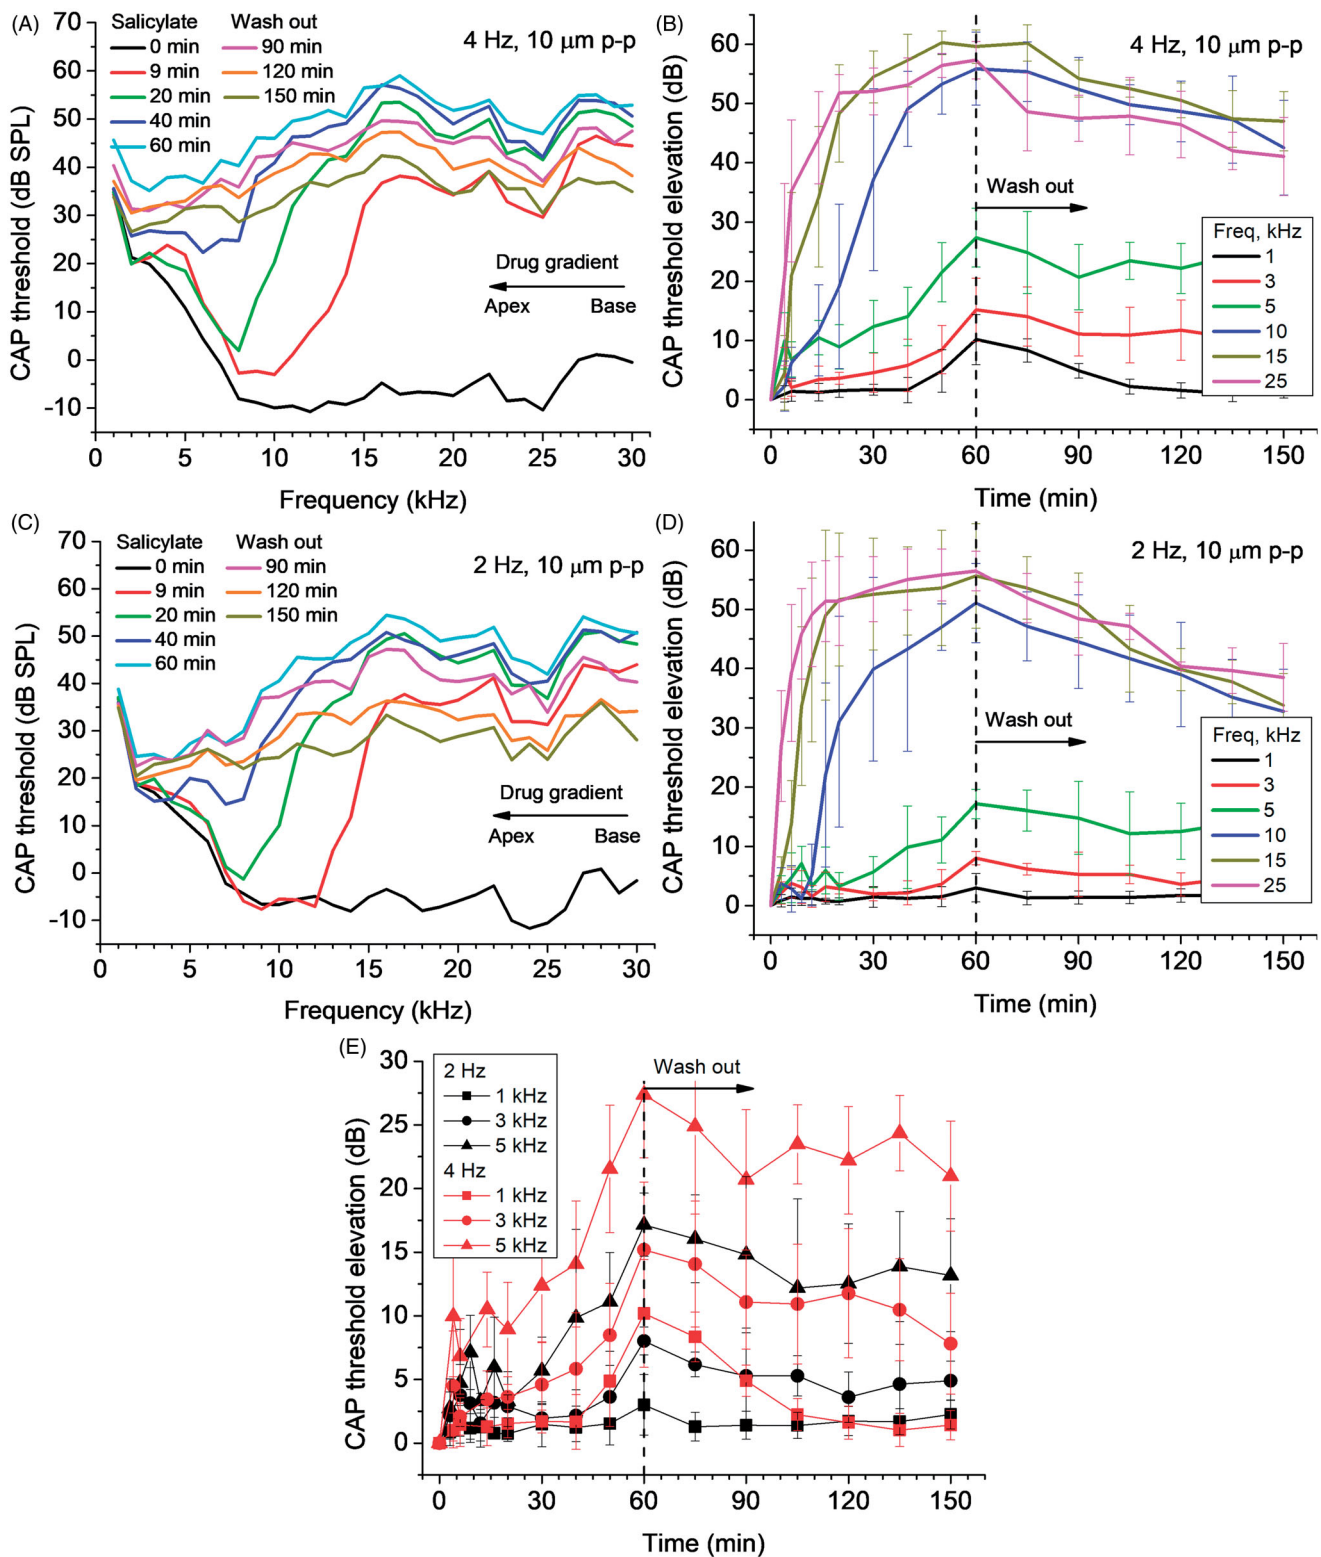 (A)
Salicylate
0 min
9 min
20 min
40 min
60 min
Wash out
90 min
120 min
150 min
4 Hz, 10 μm p-p
Drug gradient
Apex
Base
CAP threshold (dB SPL)
70
60
50
40
30
20
10
0
-10
0
5
10
15
20
25
30
Frequency (kHz)
(B)
4 Hz, 10 μm p-p
Wash out
Freq, kHz
1
3
5
10
15
25
CAP threshold elevation (dB)
60
50
40
30
20
10
0
0
30
60
90
120
150
Time (min)
(C)
Salicylate
0 min
9 min
20 min
40 min
60 min
Wash out
90 min
120 min
150 min
2 Hz, 10 μm p-p
Drug gradient
Apex
Base
CAP threshold (dB SPL)
70
60
50
40
30
20
10
0
-10
0
5
10
15
20
25
30
Frequency (kHz)
(D)
2 Hz, 10 μm p-p
Wash out
Freq, kHz
1
3
5
10
15
25
CAP threshold elevation (dB)
60
50
40
30
20
10
0
0
30
60
90
120
150
Time (min)
(E)
2 Hz
1 kHz
3 kHz
5 kHz
4 Hz
1 kHz
3 kHz
5 kHz
Wash out
CAP threshold elevation (dB)
30
25
20
15
10
5
0
0
30
60
90
120
150
Time (min)